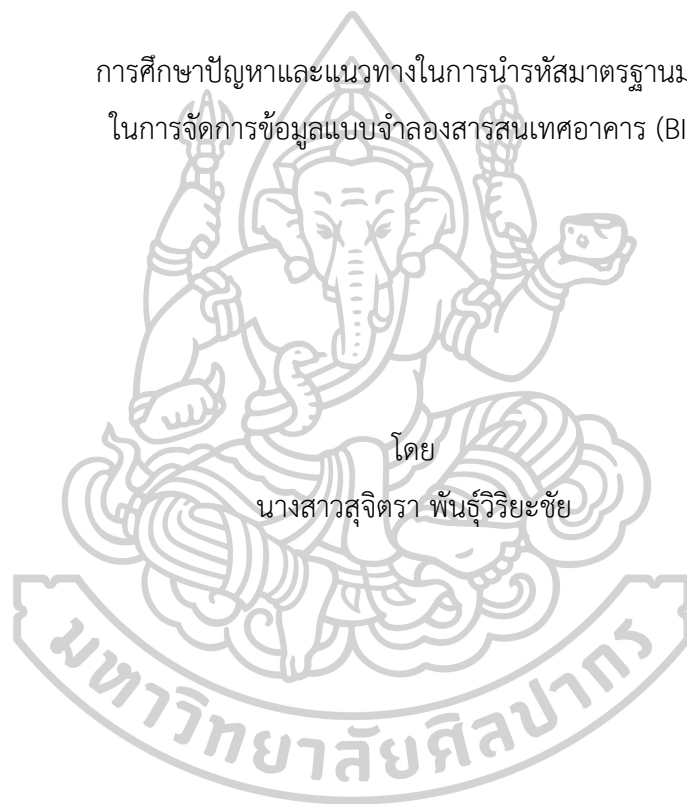 การศึกษาปัญหาและแนวทางในการนำรหัสมาตรฐาน
ในการจัดการข้อมูลแบบจำลองสารสนเทศอาคาร (BI
โดย
นางสาวสุจิตรา พันธุ์วิริยะชัย
มหาวิทยาลัยศิลปากร